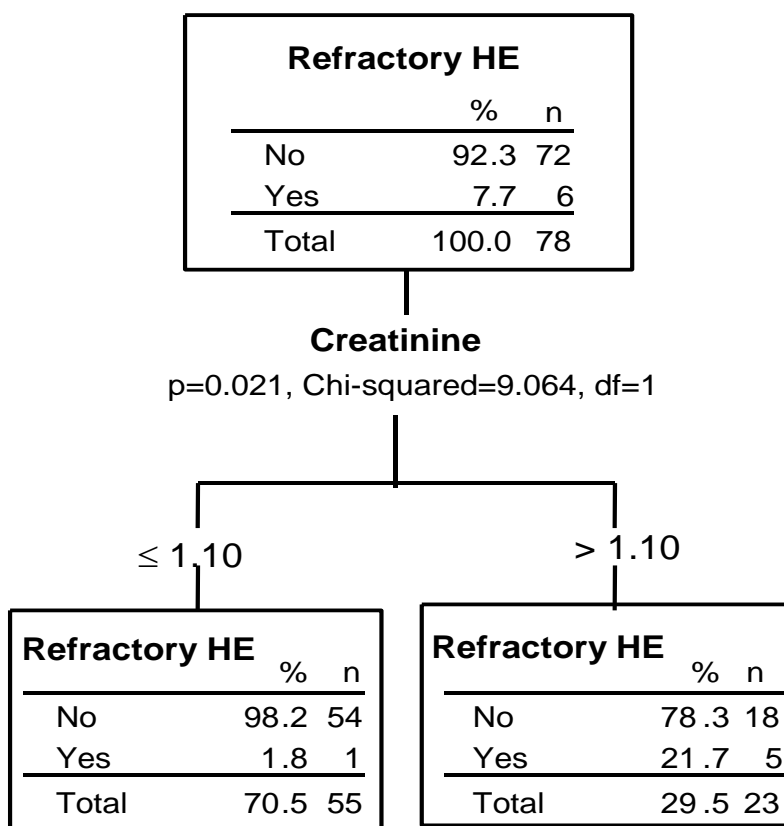 Refractory HE
% n
No 92.3 72
Yes 7.7 6
Total 100.0 78
Creatinine
p=0.021, Chi-squared=9.064, df=1
≤ 1.10
> 1.10
Refractory HE
% n
No 98.2 54
Yes 1.8 1
Total 70.5 55
Refractory HE
% n
No 78.3 18
Yes 21.7 5
Total 29.5 23